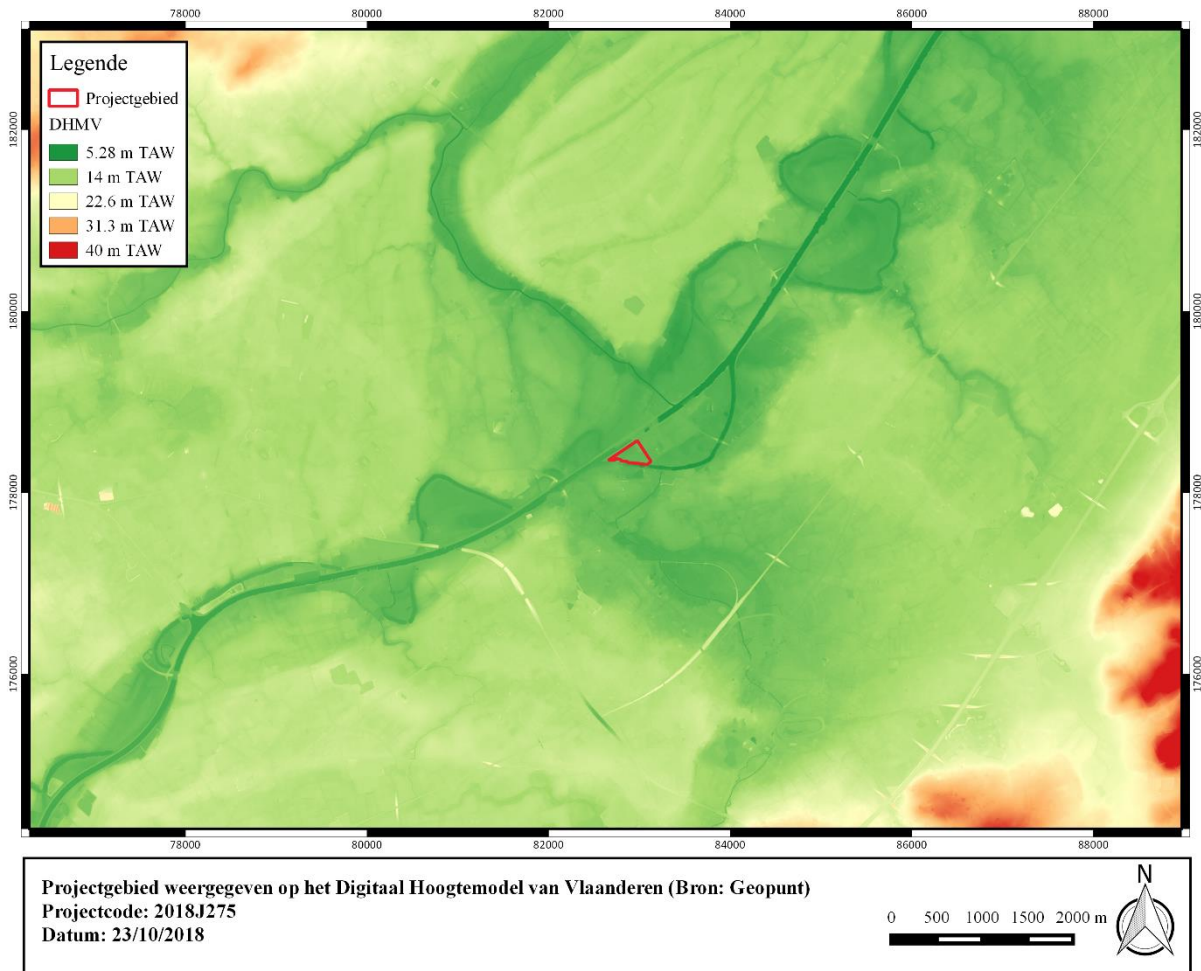 78000 80000 82000 84000 86000 88000
Legende
Projectgebied
DHMV
5.28 m TAW
14 m TAW
22.6 m TAW
31.3 m TAW
40 m TAW
182000 182000
180000 180000
178000 178000
176000 176000
78000 80000 82000 84000 86000 88000
Projectgebied weergegeven op het Digitaal Hoogtemodel van Vlaanderen (Bron: Geopunt)
Projectcode: 2018J275
Datum: 23/10/2018
0 500 1000 1500 2000 m
N